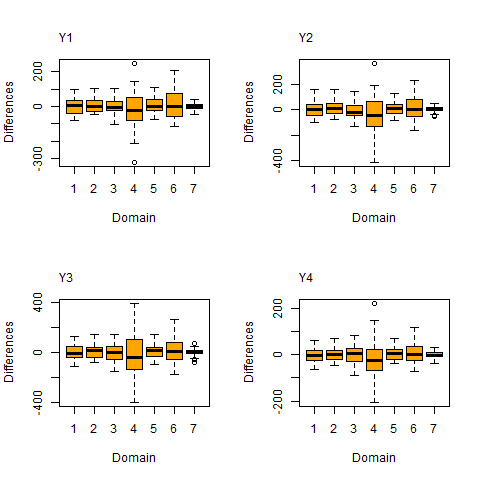 Y1
Differences
200
0
-300
1 2 3 4 5 6 7
Domain
Y2
Differences
200
0
-400
1 2 3 4 5 6 7
Domain
Y3
Differences
400
0
-400
1 2 3 4 5 6 7
Domain
Y4
Differences
200
0
-200
1 2 3 4 5 6 7
Domain